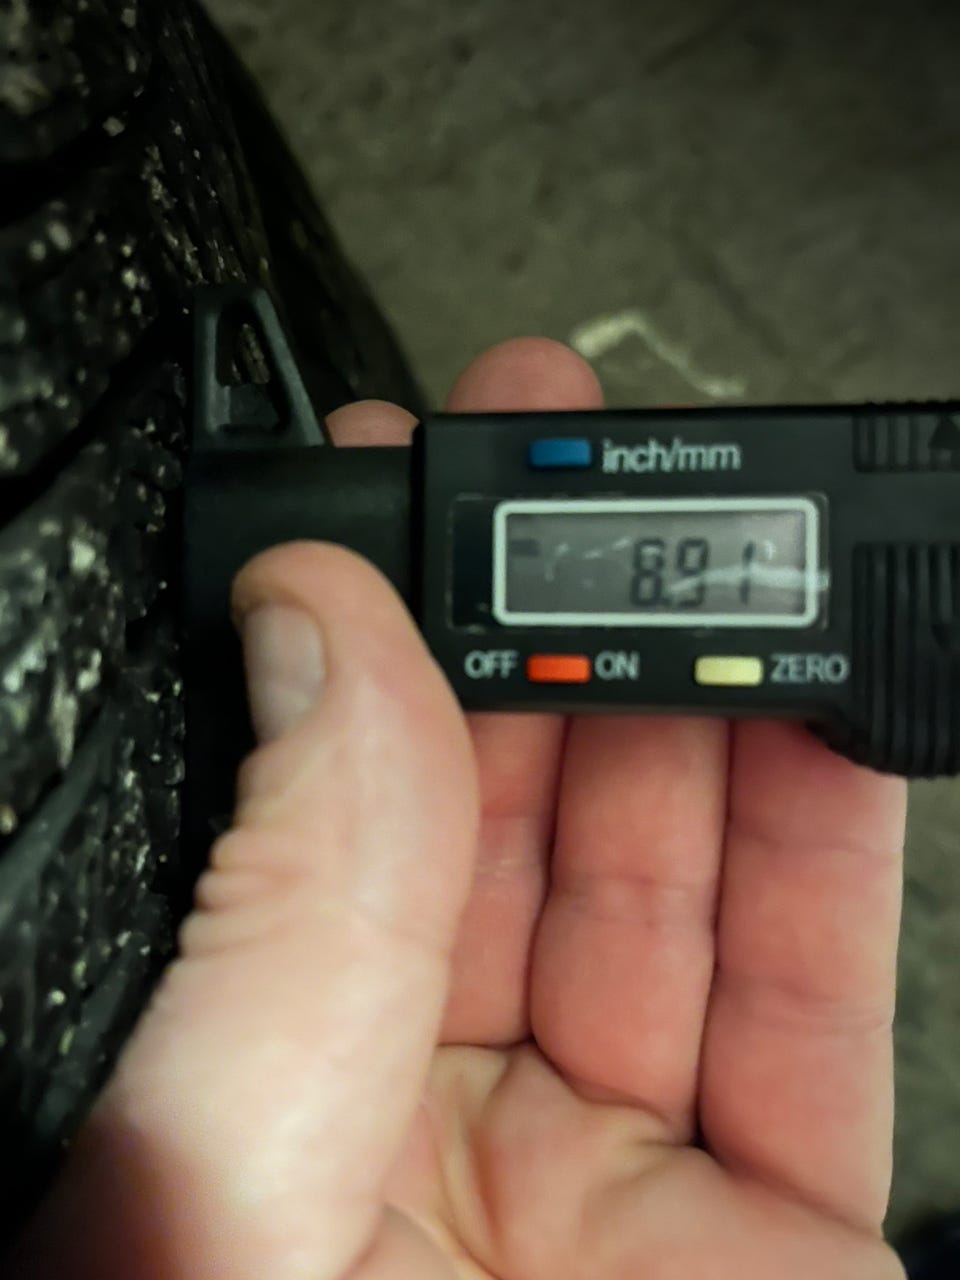 inch/mm
8.91
OFF ON ZERO